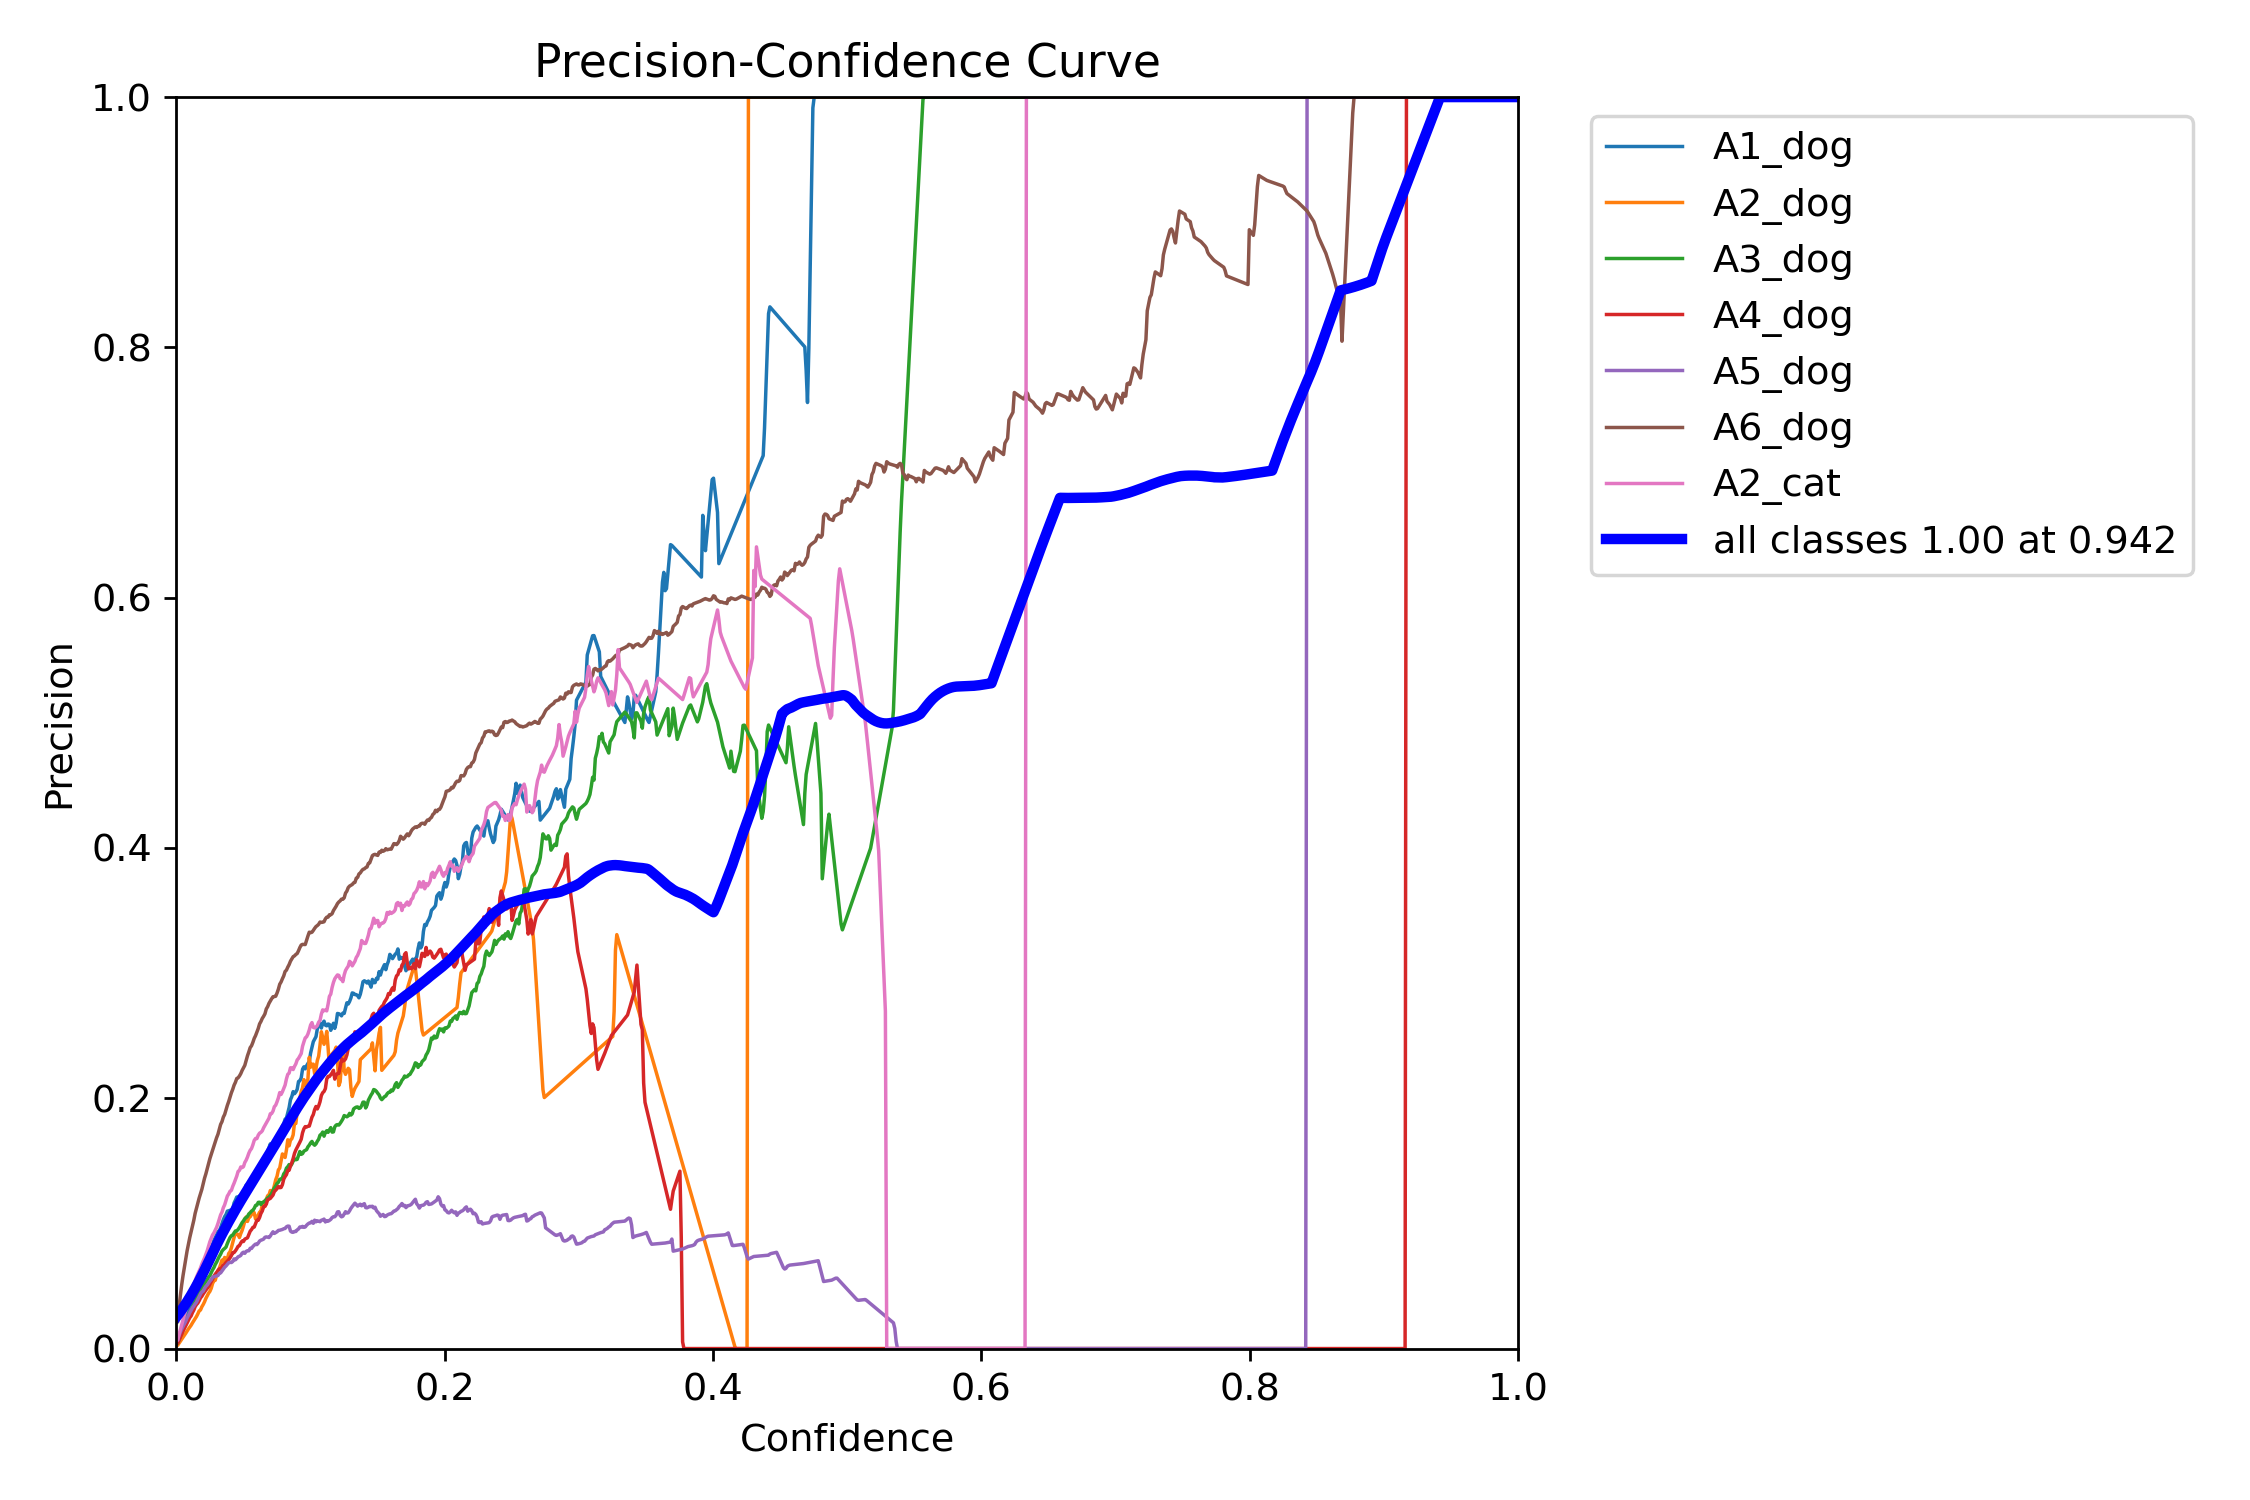 Precision-Confidence Curve
1.0
0.8
0.6
0.4
0.2
0.0
Precision
0.0 0.2 0.4 0.6 0.8 1.0
Confidence
A1_dog
A2_dog
A3_dog
A4_dog
A5_dog
A6_dog
A2_cat
all classes 1.00 at 0.942